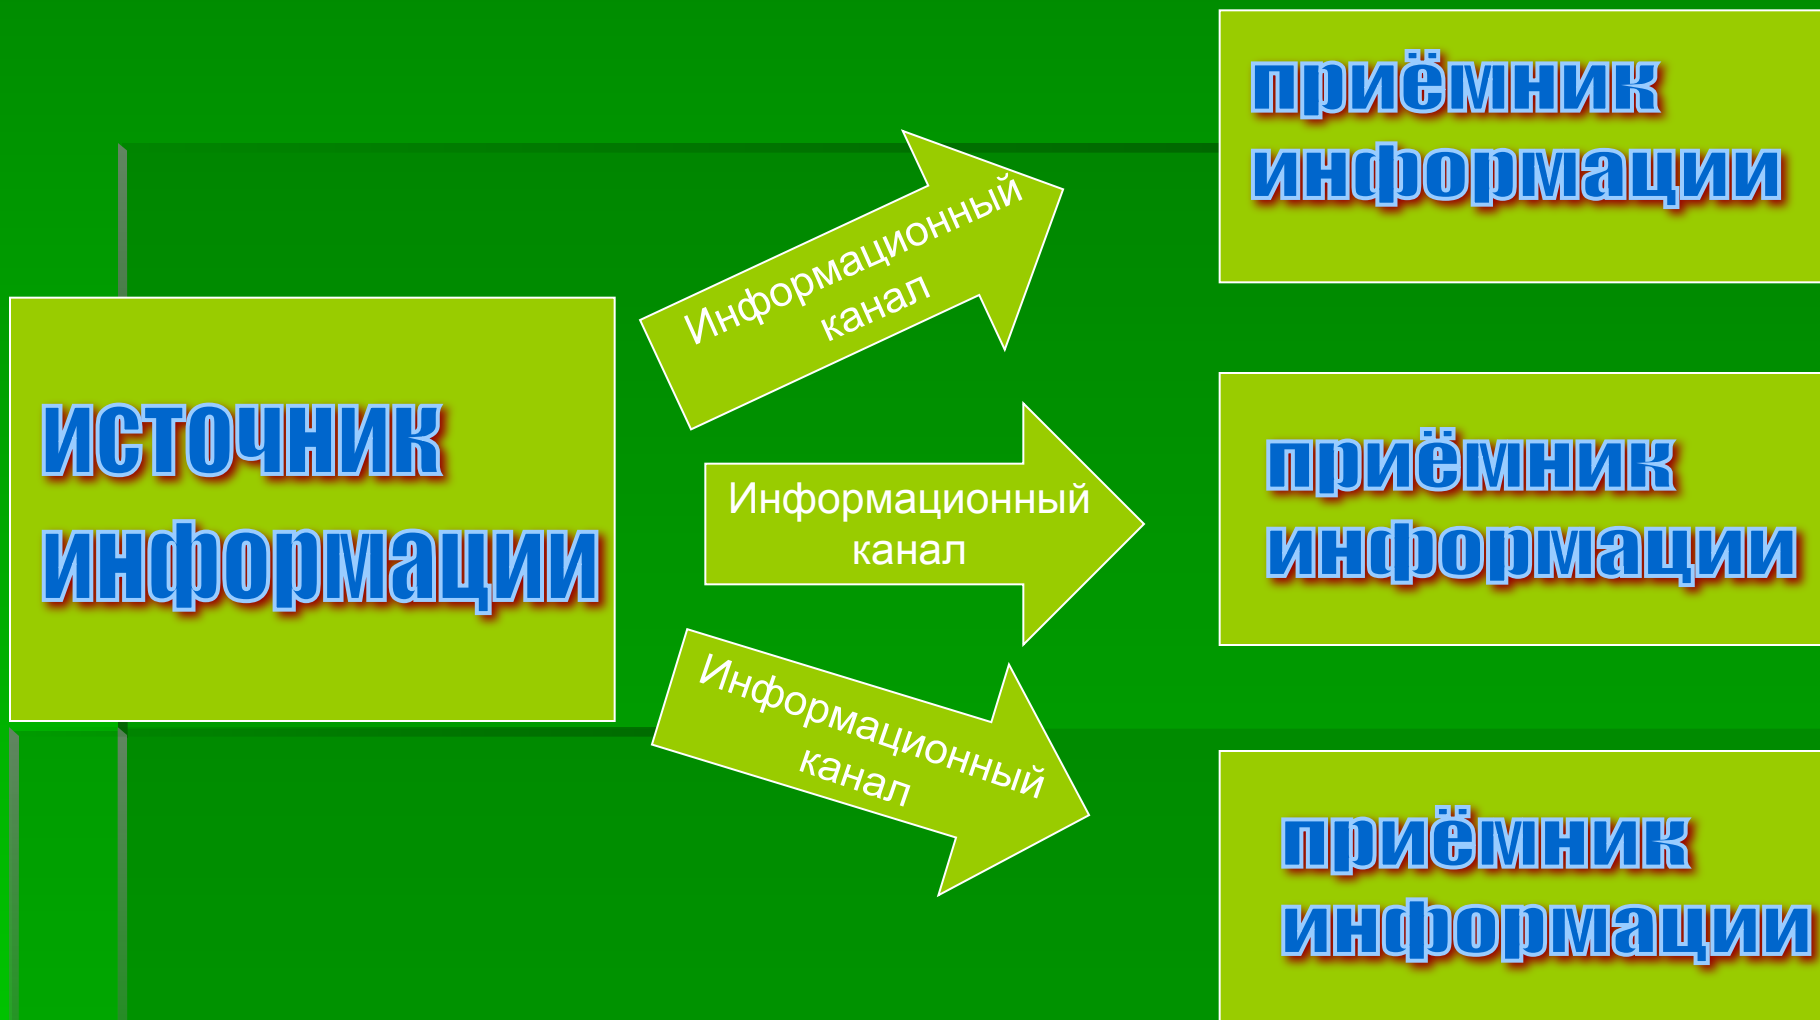 источник
информации
Информационный
канал
Информационный
канал
Информационный
канал
приёмник
информации
приёмник
информации
приёмник
информации